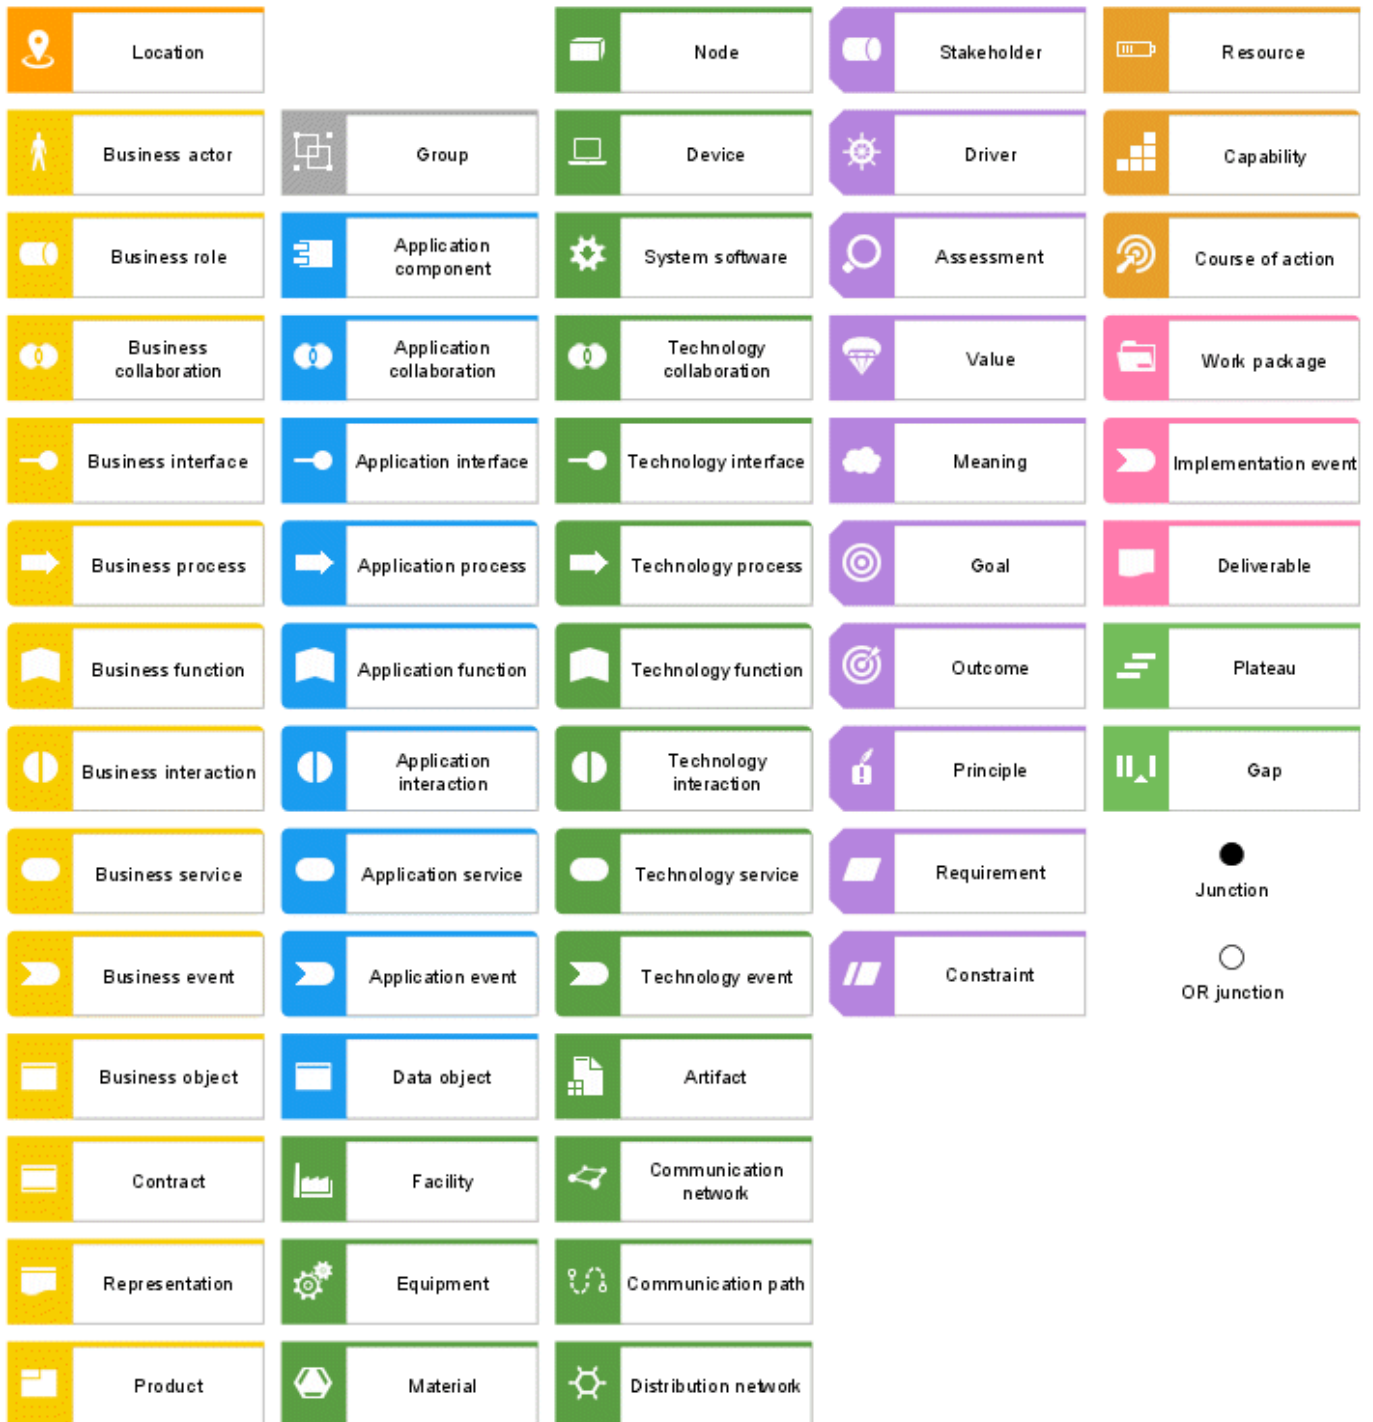 Location
Node
Stakeholder
Resource
Business actor
Group
Device
Driver
Capability
Business role
Application
component
System software
Assessment
Course of action
Business
collaboration
Application
collaboration
Technology
collaboration
Value
Work package
Business interface
Application interface
Technology interface
Meaning
Implementation event
Business process
Application process
Technology process
Goal
Deliverable
Business function
Application function
Technology function
Outcome
Plateau
Business interaction
Application
interaction
Technology
interaction
Principle
Gap
Business service
Application service
Technology service
Requirement
Junction
Business event
Application event
Technology event
Constraint
OR junction
Business object
Data object
Artifact
Contract
Facility
Communication
network
Representation
Equipment
Communication path
Product
Material
Distribution network